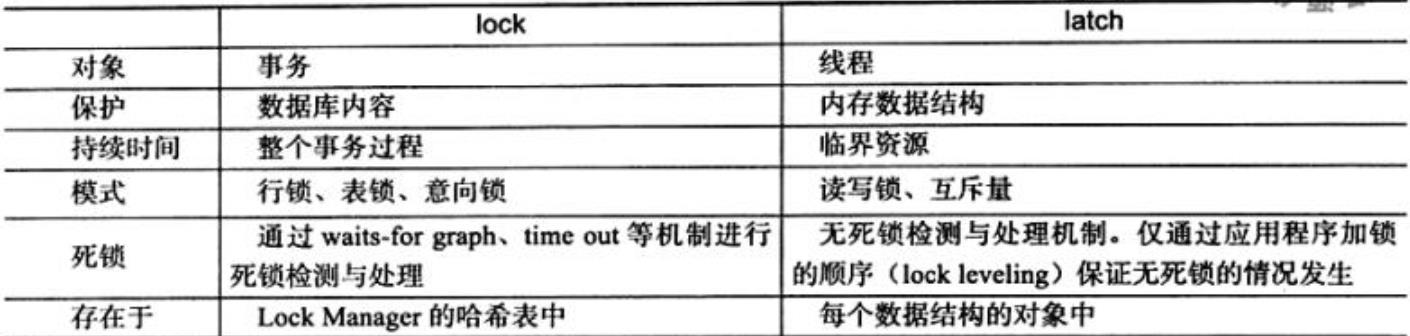 lock latch
对象 事务 线程
保护 数据库内容 内存数据结构
持续时间 整个事务过程 临界资源
模式 行锁、表锁、意向锁 读写锁、互斥量
死锁 通过 waits-for graph、time out 等机制进行死锁检测与处理 无死锁检测与处理机制。仅通过应用程序加锁的顺序（lock leveling）保证无死锁的情况发生
存在于 Lock Manager 的哈希表中 每个数据结构的对象中